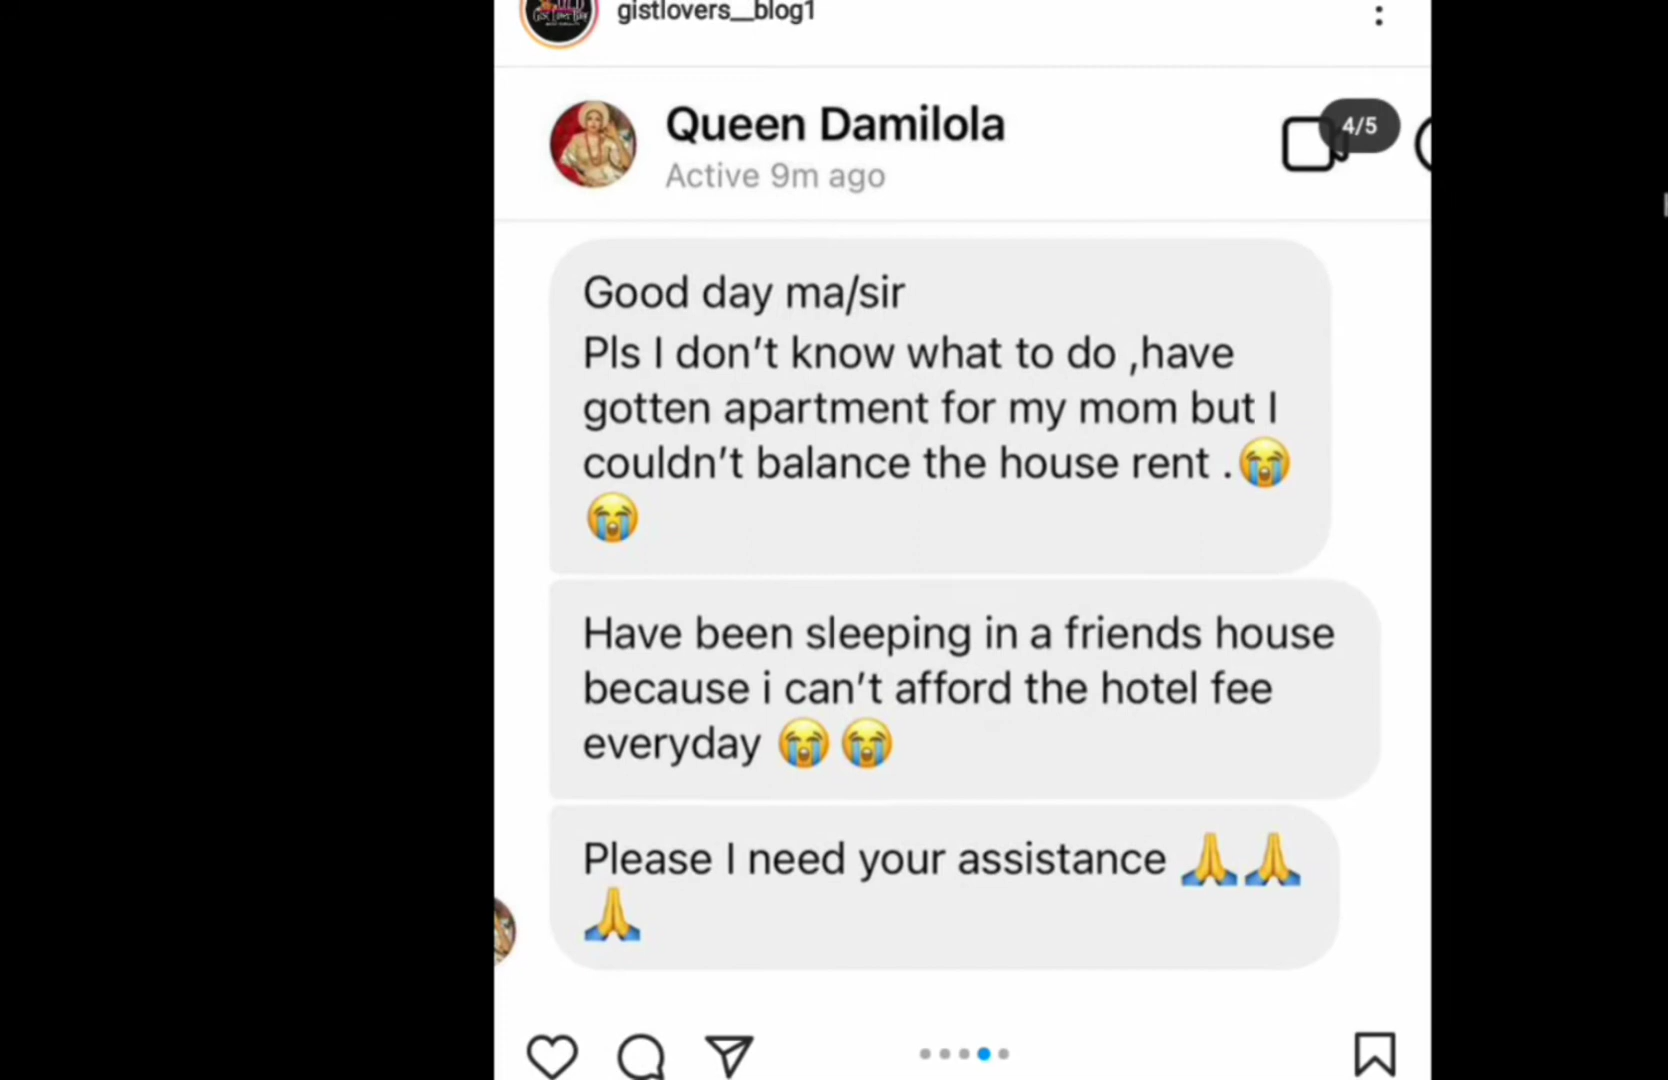 gistlovers__blog1
Queen Damilola
4/5
Active 9m ago
Good day ma/sir
Pls I don't know what to do ,have
gotten apartment for my mom but I
couldn't balance the house rent .😭
😭
Have been sleeping in a friends house
because i can't afford the hotel fee
everyday 😭😭
Please I need your assistance 🙏🙏
🙏